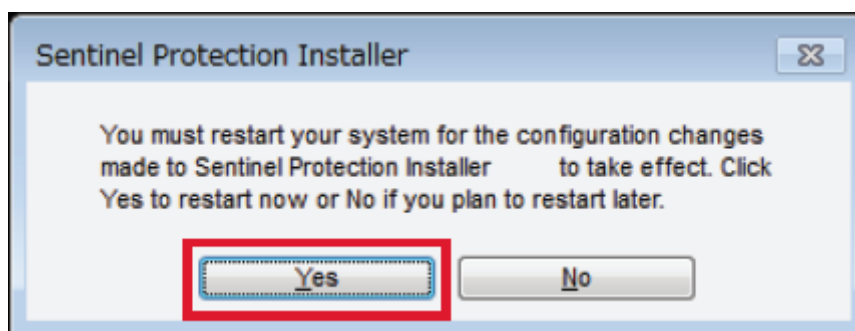 Sentinel Protection Installer
You must restart your system for the configuration changes
made to Sentinel Protection Installer to take effect. Click
Yes to restart now or No if you plan to restart later.
Yes No